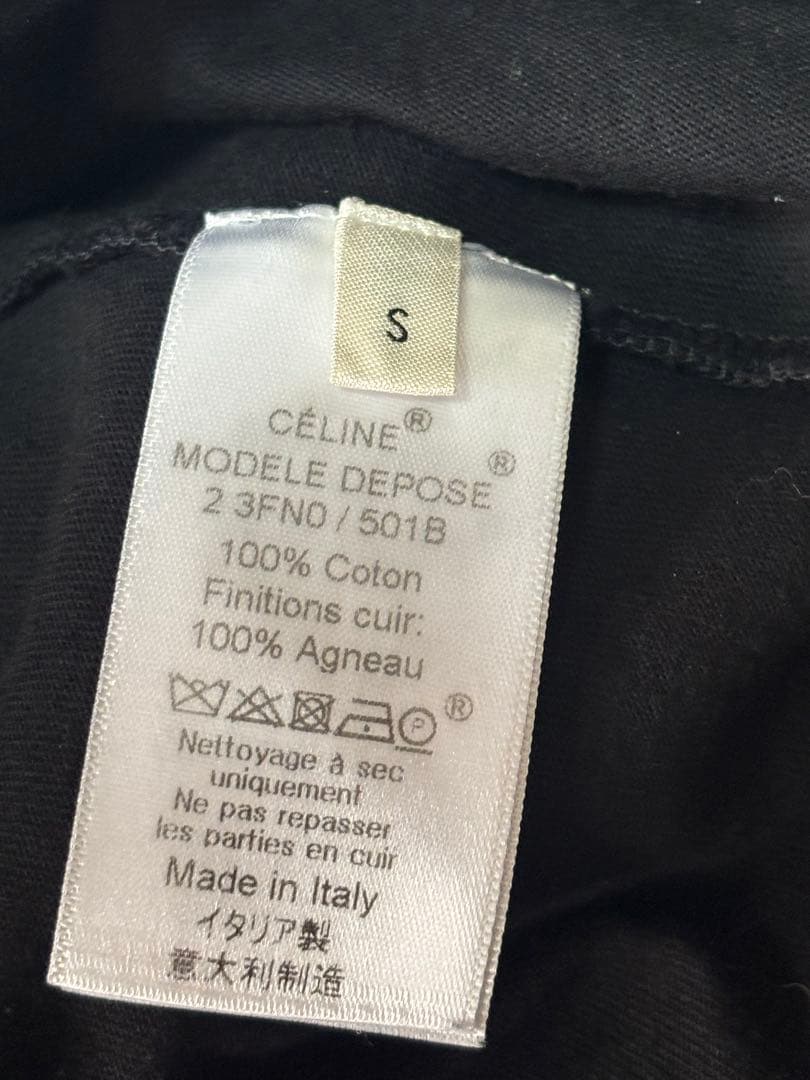 S
CÉLINE®
MODELE DEPOSE®
2 3FN0 / 501B
100% Coton
Finitions cuir:
100% Agneau
P ®
Nettoyage à sec
uniquement
Ne pas repasser
les parties en cuir
Made in Italy
イタリア製
意大利制造